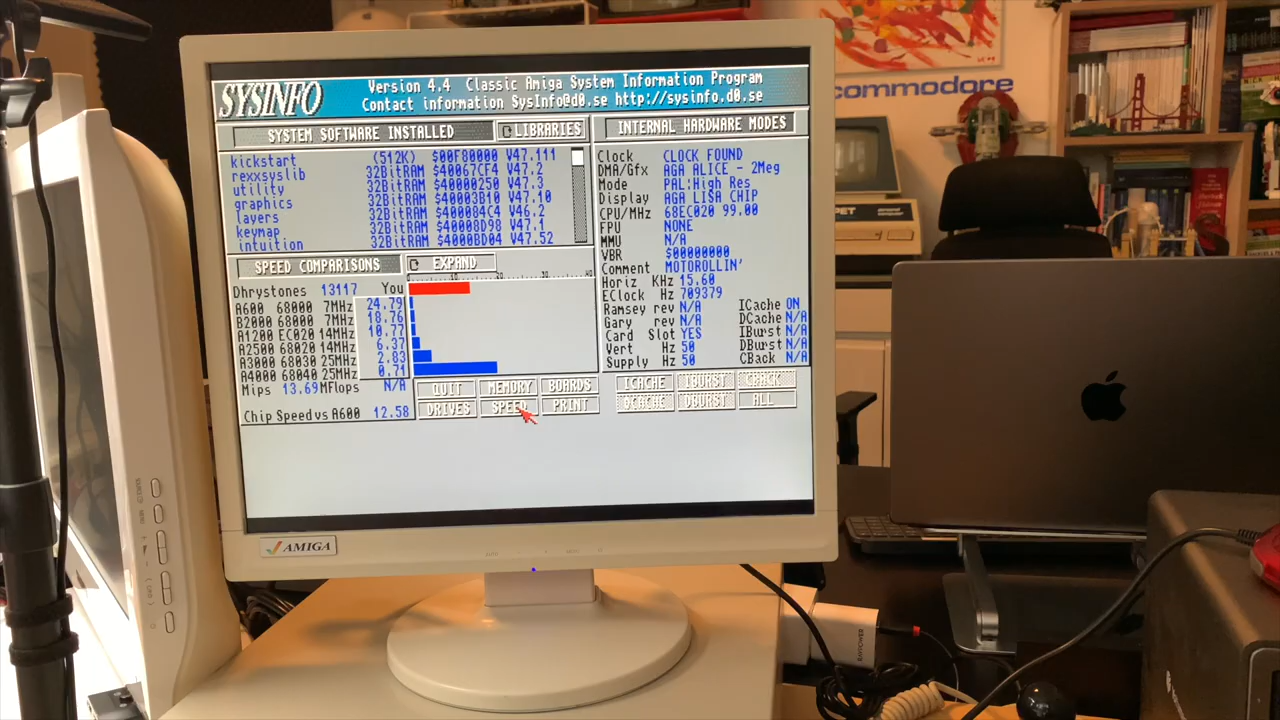 SYSINFO
Version 4.4 Classic Amiga System Information Program
Contact information SysInfo@d0.se http://sysinfo.d0.se
SYSTEM SOFTWARE INSTALLED
LIBRARIES
kickstart (512K) $00F80000 V47.111
rexxsyslib 32BitRAM $40067CF4 V47.2
utility 32BitRAM $40000250 V47.3
graphics 32BitRAM $40003B10 V47.10
layers 32BitRAM $400084C4 V46.2
keymap 32BitRAM $40008D98 V47.1
intuition 32BitRAM $4000BD04 V47.52
INTERNAL HARDWARE MODES
Clock CLOCK FOUND
DMA/Gfx AGA ALICE - 2Meg
Mode PAL:High Res
Display AGA LISA CHIP
CPU/MHz 68EC020 99.00
FPU NONE
MMU N/A
VBR $00000000
Comment MOTOROLLIN'
Horiz KHz 15.60
EClock Hz 709379
Ramsey rev N/A ICache ON
Gary rev N/A DCache N/A
Card Slot YES IBurst N/A
Vert Hz 50 DBurst N/A
Supply Hz 50 CBack N/A
SPEED COMPARISONS
EXPAND
Dhrystones 13117 You
A600 68000 7MHz 24.79
B2000 68000 7MHz 18.76
A1200 EC020 14MHz 10.77
A2500 68020 14MHz 6.37
A3000 68030 25MHz 2.83
A4000 68040 25MHz 0.71
Mips 13.69 MFlops N/A
Chip Speed vs A600 12.58
QUIT MEMORY BOARDS
DRIVES SPEED PRINT
ICACHE IBURST CBACK
DCACHE DBURST ALL
AMIGA
commodore
PET
RAVPOWER